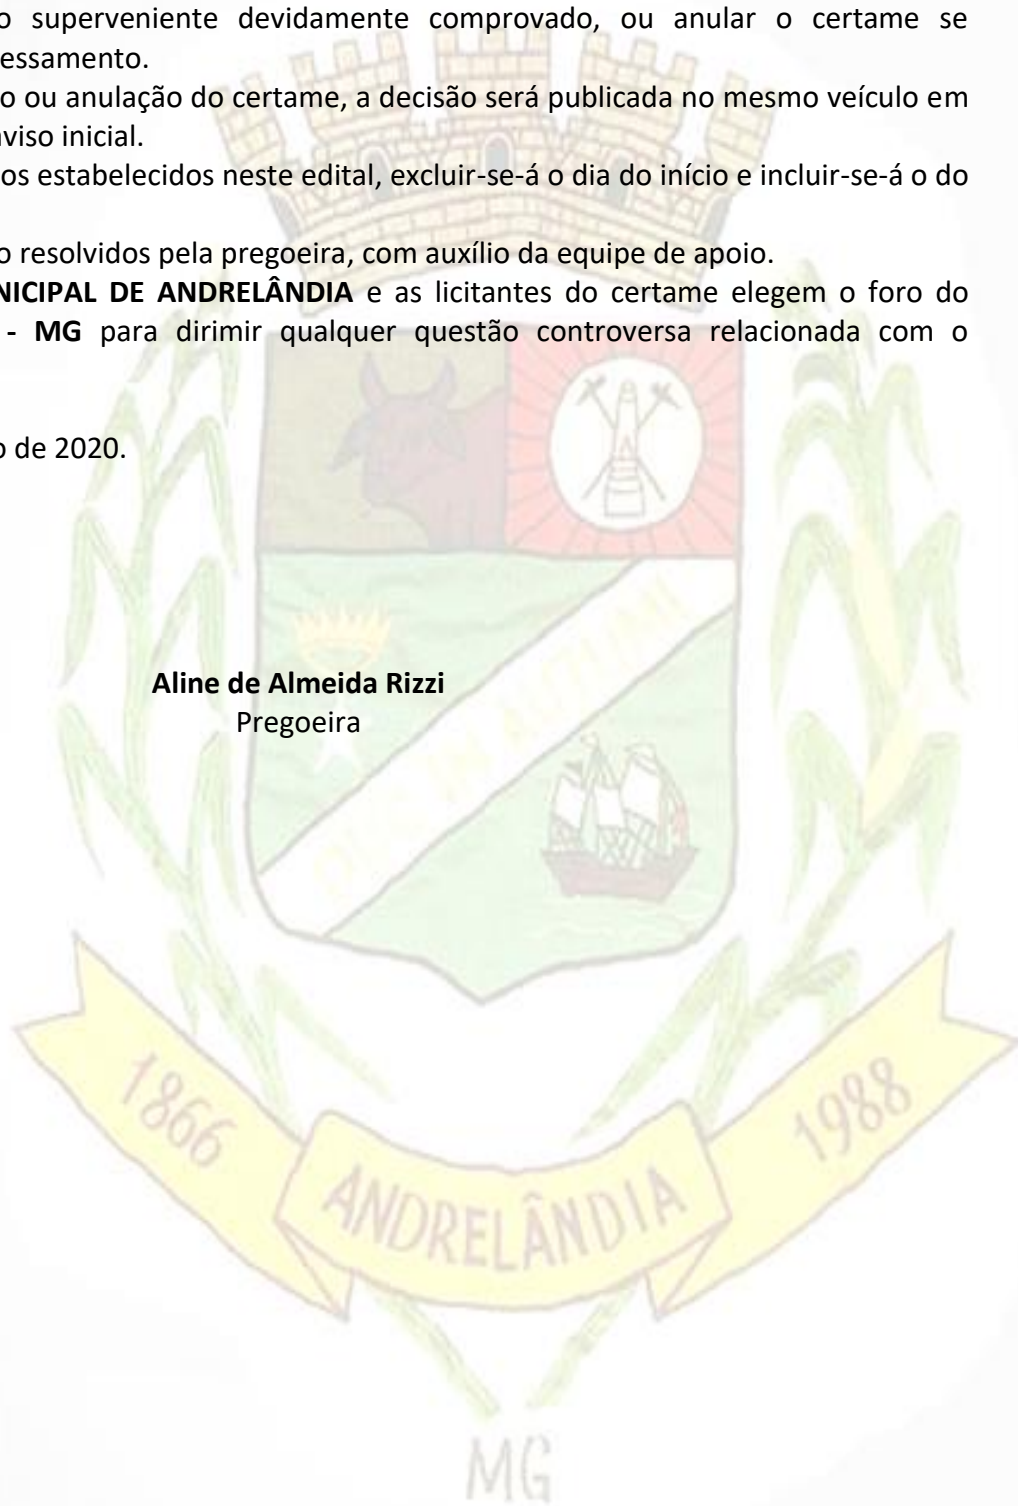 o superveniente devidamente comprovado, ou anular o certame se
essamento.
o ou anulação do certame, a decisão será publicada no mesmo veículo em
aviso inicial.
os estabelecidos neste edital, excluir-se-á o dia do início e incluir-se-á o do
o resolvidos pela pregoeira, com auxílio da equipe de apoio.
NICIPAL DE ANDRELÂNDIA e as licitantes do certame elegem o foro do
- MG para dirimir qualquer questão controversa relacionada com o
o de 2020.
Aline de Almeida Rizzi
Pregoeira
1866
ANDRELÂNDIA
1988
MG